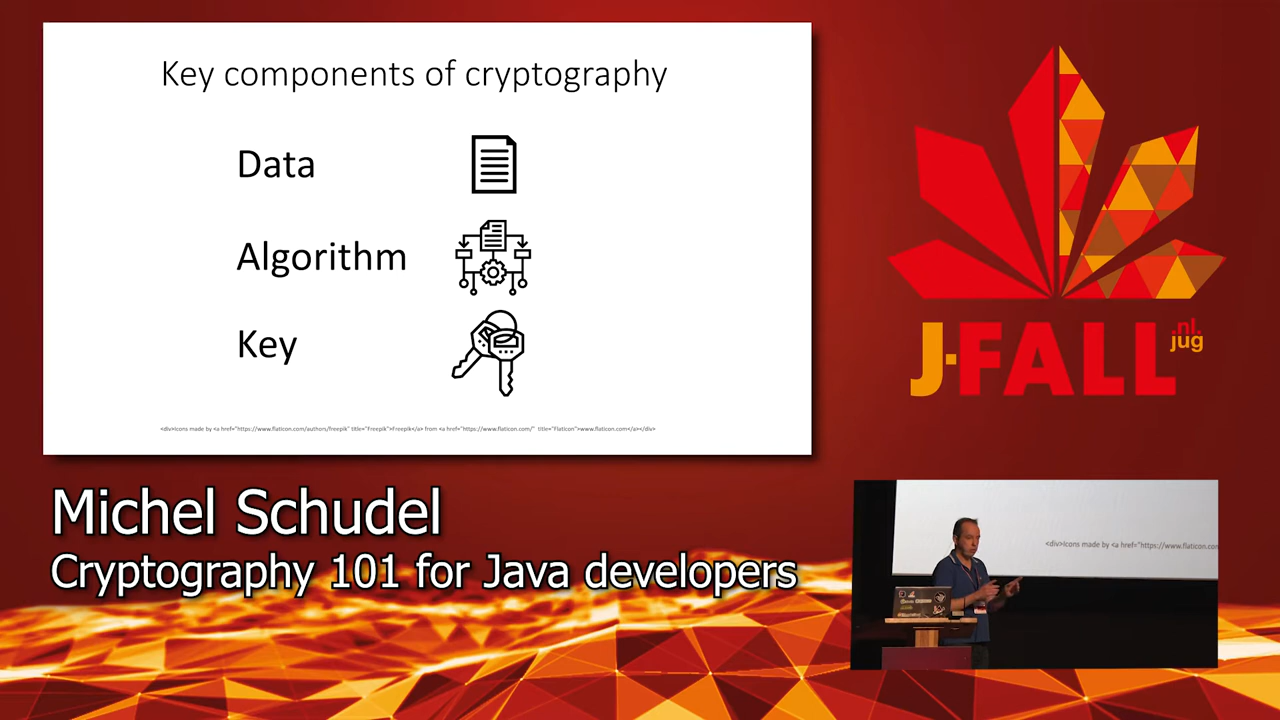 Key components of cryptography
Data
Algorithm
Key
<div>Icons made by <a href="https://www.flaticon.com/authors/freepik" title="Freepik">Freepik</a> from <a href="https://www.flaticon.com/" title="Flaticon">www.flaticon.com</a></div>
J-FALL
.nl.
jug
Michel Schudel
Cryptography 101 for Java developers
<div>Icons made by <a href="https://www.flaticon.com